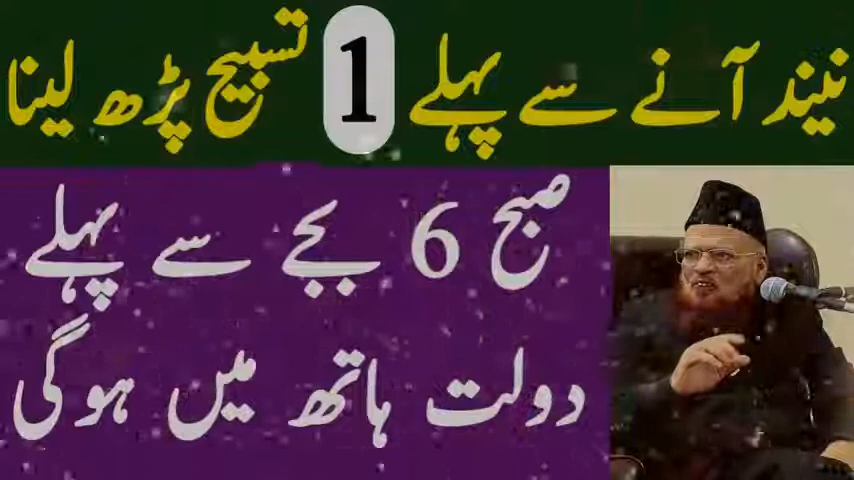 نیند آنے سے پہلے 1 تسبیح پڑھ لینا
صبح 6 بجے سے پہلے
دولت ہاتھ میں ہوگی